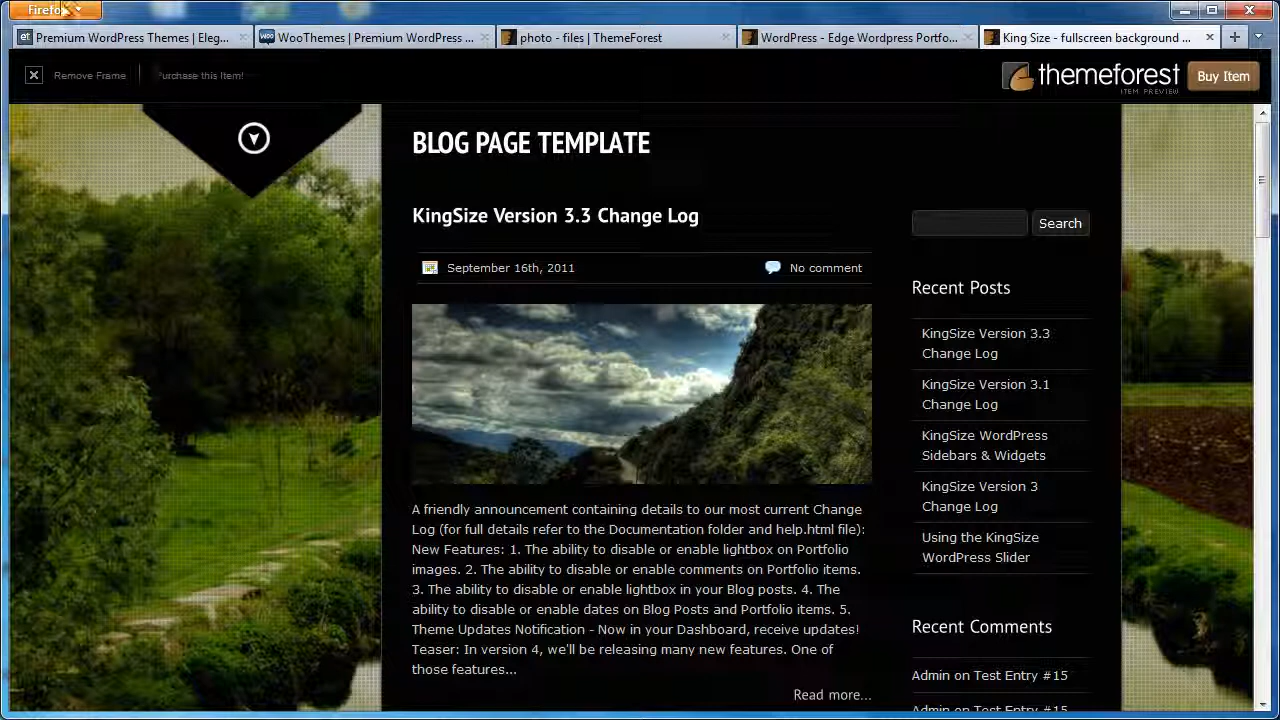 Firefox
Premium WordPress Themes | Eleg...
WooThemes | Premium WordPress ...
photo - files | ThemeForest
WordPress - Edge Wordpress Portfo...
King Size - fullscreen background ...
Remove Frame
Purchase this Item!
themeforest
ITEM PREVIEW
Buy Item
BLOG PAGE TEMPLATE
KingSize Version 3.3 Change Log
September 16th, 2011
No comment
A friendly announcement containing details to our most current Change
Log (for full details refer to the Documentation folder and help.html file):
New Features: 1. The ability to disable or enable lightbox on Portfolio
images. 2. The ability to disable or enable comments on Portfolio items.
3. The ability to disable or enable lightbox in your Blog posts. 4. The
ability to disable or enable dates on Blog Posts and Portfolio items. 5.
Theme Updates Notification - Now in your Dashboard, receive updates!
Teaser: In version 4, we'll be releasing many new features. One of
those features...
Read more...
Search
Recent Posts
KingSize Version 3.3
Change Log
KingSize Version 3.1
Change Log
KingSize WordPress
Sidebars & Widgets
KingSize Version 3
Change Log
Using the KingSize
WordPress Slider
Recent Comments
Admin on Test Entry #15
Admin on Test Entry #15